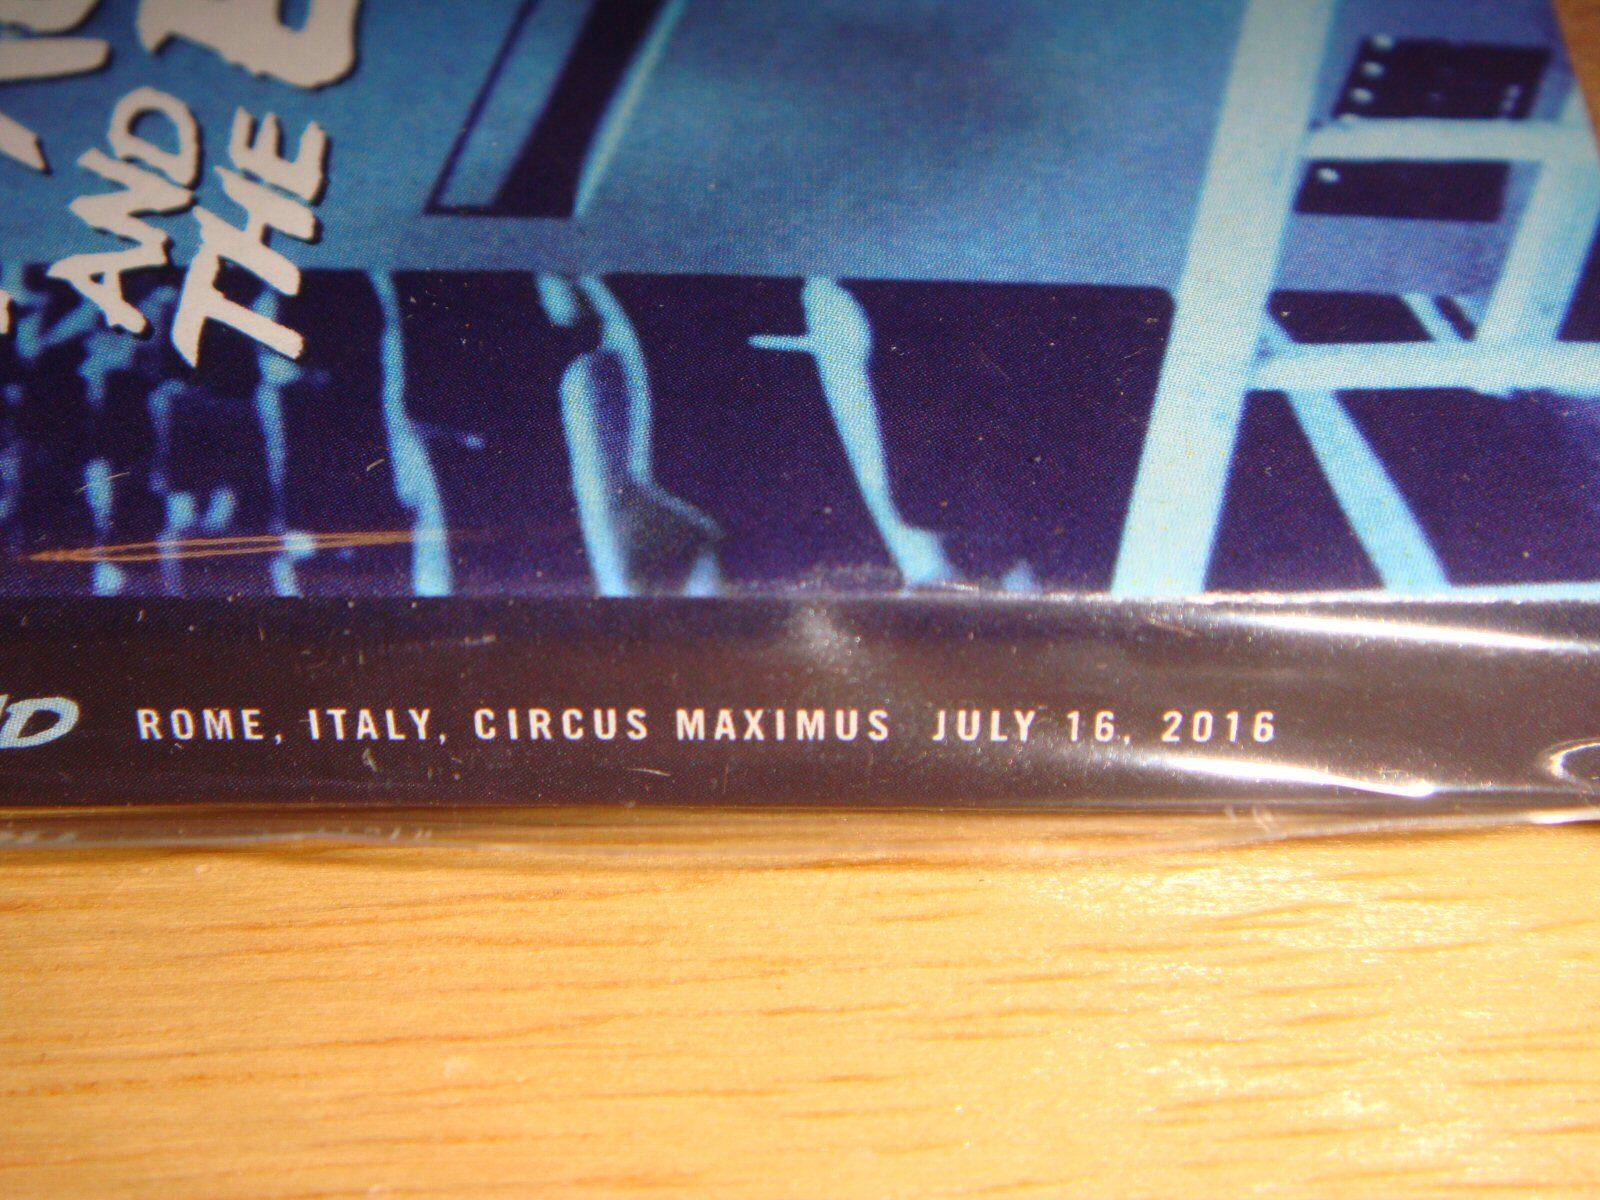 AND
THE E
ROME, ITALY, CIRCUS MAXIMUS JULY 16, 2016